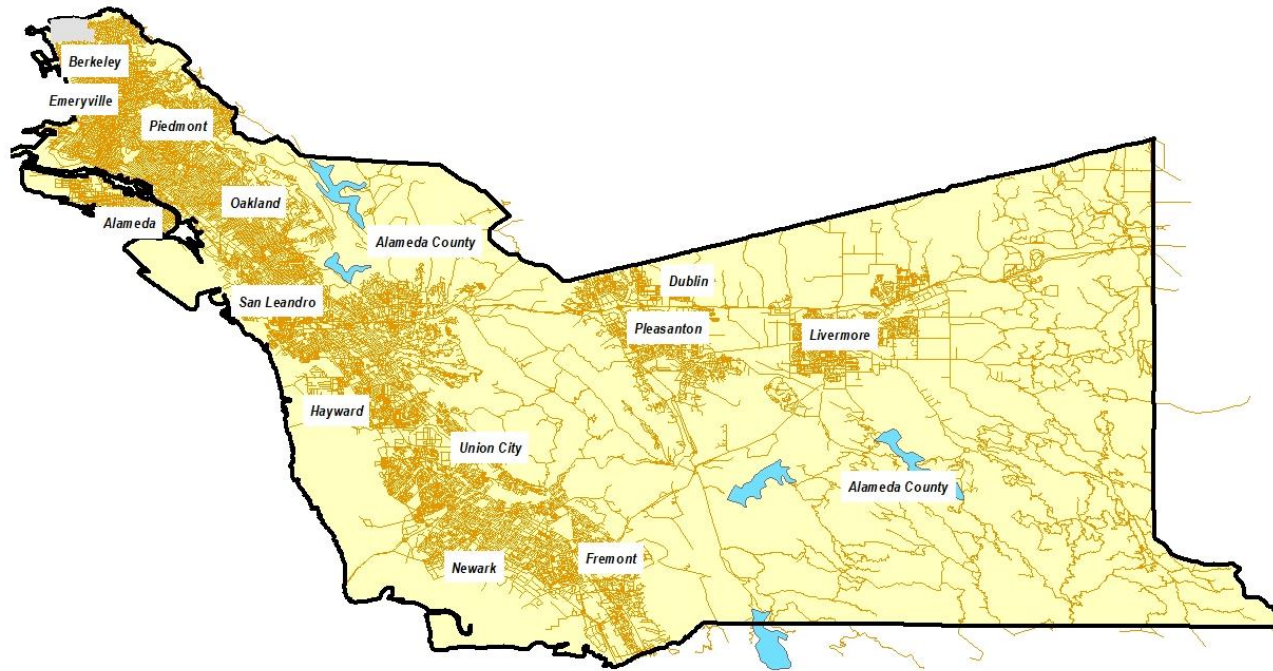 Berkeley
Emeryville
Piedmont
Oakland
Alameda
Alameda County
Dublin
San Leandro
Pleasanton
Livermore
Hayward
Union City
Alameda County
Fremont
Newark